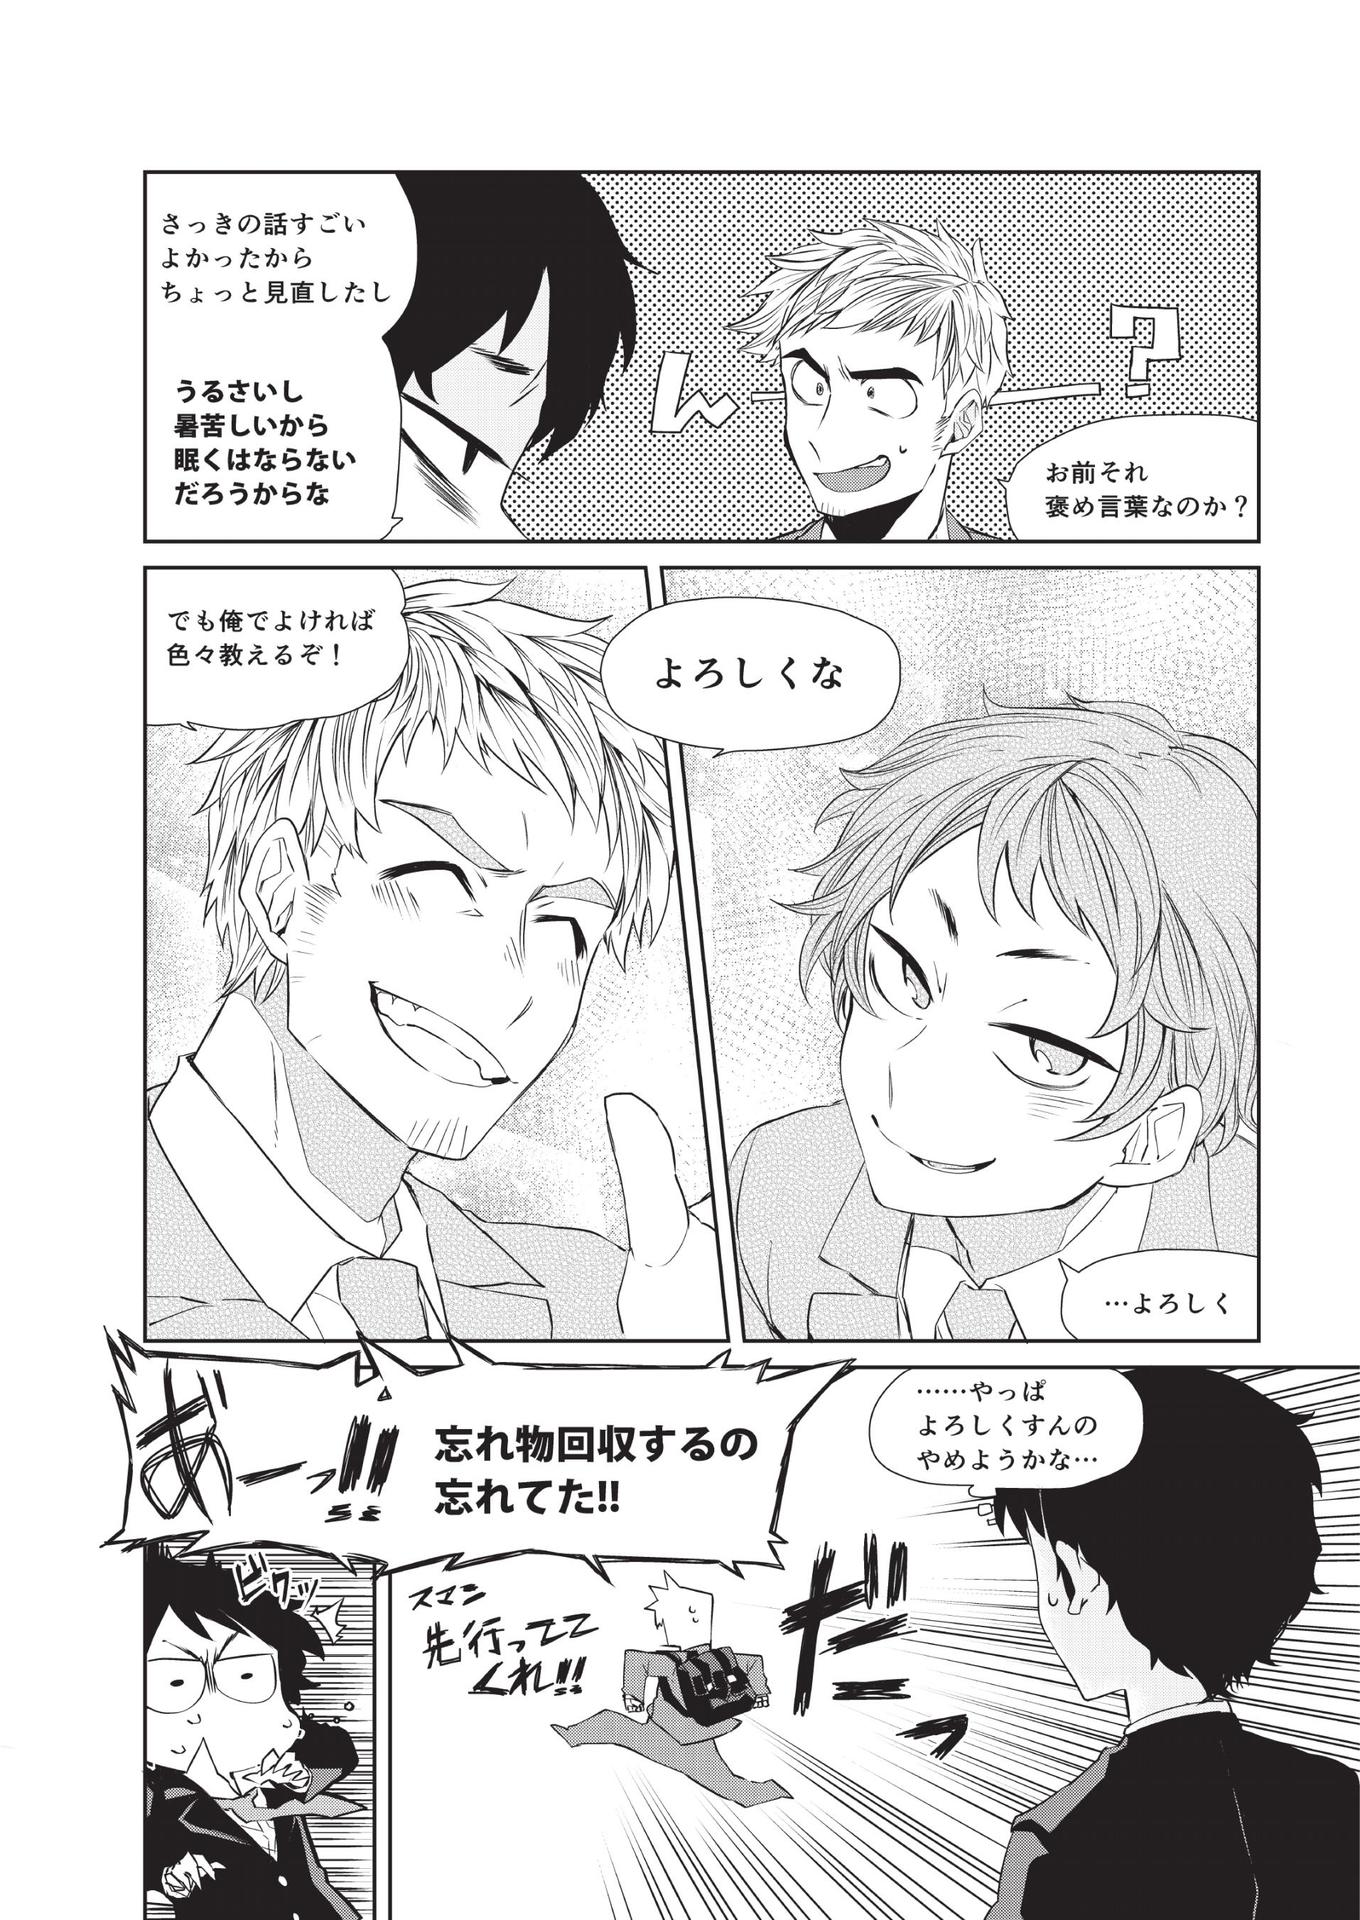 さっきの話すごい
よかったから
ちょっと見直したし
うるさいし
暑苦しいから
眠くはならない
だろうからな
んー?
お前それ
褒め言葉なのか?
でも俺でよければ
色々教えるぞ!
よろしくな
…よろしく
あーっ!!
忘れ物回収するの
忘れてた!!
ビクッ
スマン
先行ってて
くれ!!
ダーッ
……やっぱ
よろしくすんの
やめようかな…